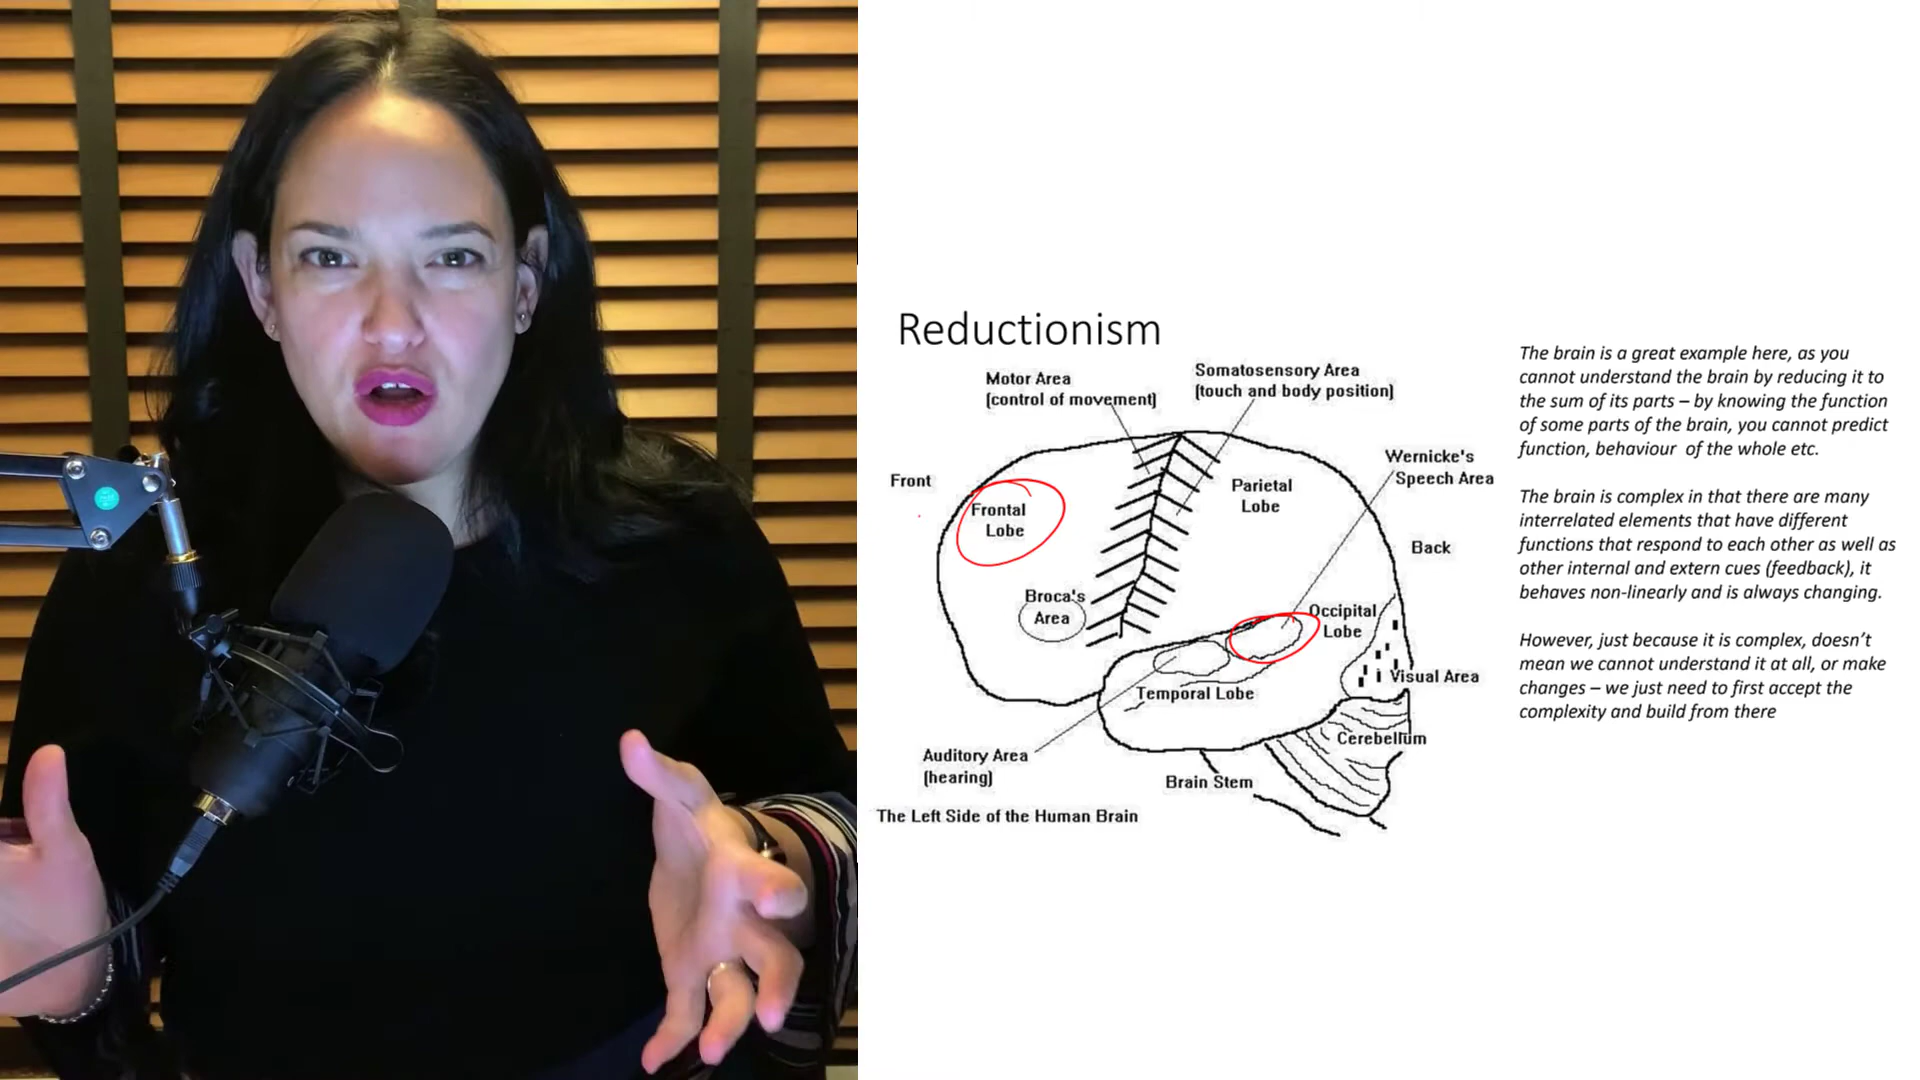 Reductionism
Motor Area
(control of movement)
Somatosensory Area
(touch and body position)
Wernicke's
Speech Area
Front
Frontal
Lobe
Parietal
Lobe
Back
Broca's
Area
Occipital
Lobe
Visual Area
Temporal Lobe
Cerebellum
Auditory Area
(hearing)
Brain Stem
The Left Side of the Human Brain
The brain is a great example here, as you
cannot understand the brain by reducing it to
the sum of its parts – by knowing the function
of some parts of the brain, you cannot predict
function, behaviour  of the whole etc.
The brain is complex in that there are many
interrelated elements that have different
functions that respond to each other as well as
other internal and extern cues (feedback), it
behaves non-linearly and is always changing.
However, just because it is complex, doesn’t
mean we cannot understand it at all, or make
changes – we just need to first accept the
complexity and build from there